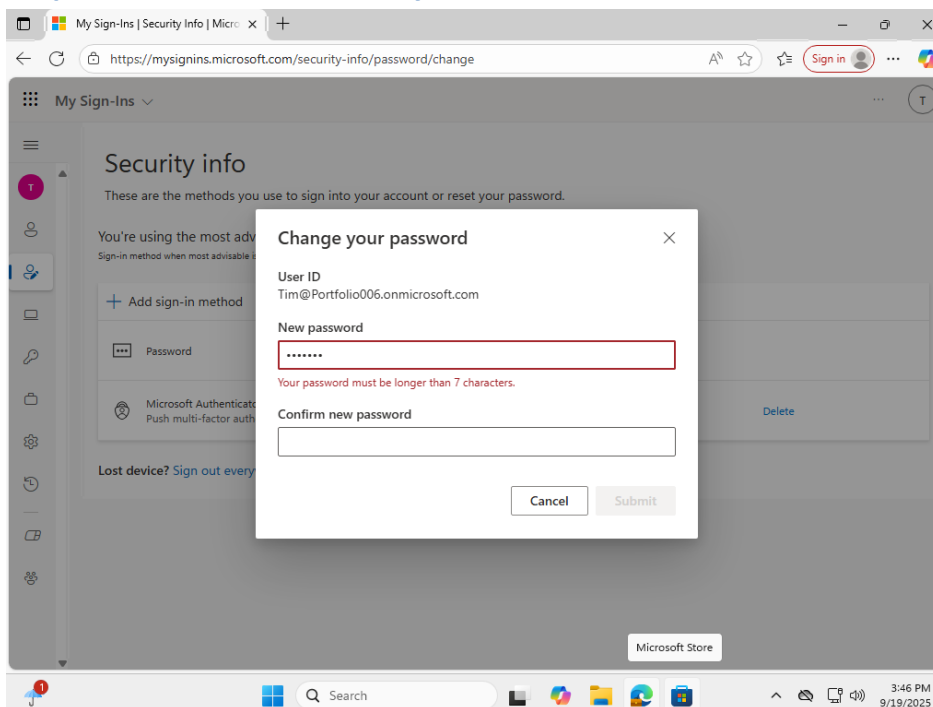 My Sign-Ins | Security Info | Micro
https://mysignins.microsoft.com/security-info/password/change
Sign in
My Sign-Ins
T
T
Security info
These are the methods you use to sign into your account or reset your password.
You're using the most adv
Sign-in method when most advisable i
Add sign-in method
Password
Microsoft Authenticato
Push multi-factor auth
Delete
Lost device? Sign out every
Change your password
User ID
Tim@Portfolio006.onmicrosoft.com
New password
•••••••
Your password must be longer than 7 characters.
Confirm new password
Cancel
Submit
Microsoft Store
1
Search
3:46 PM
9/19/2025